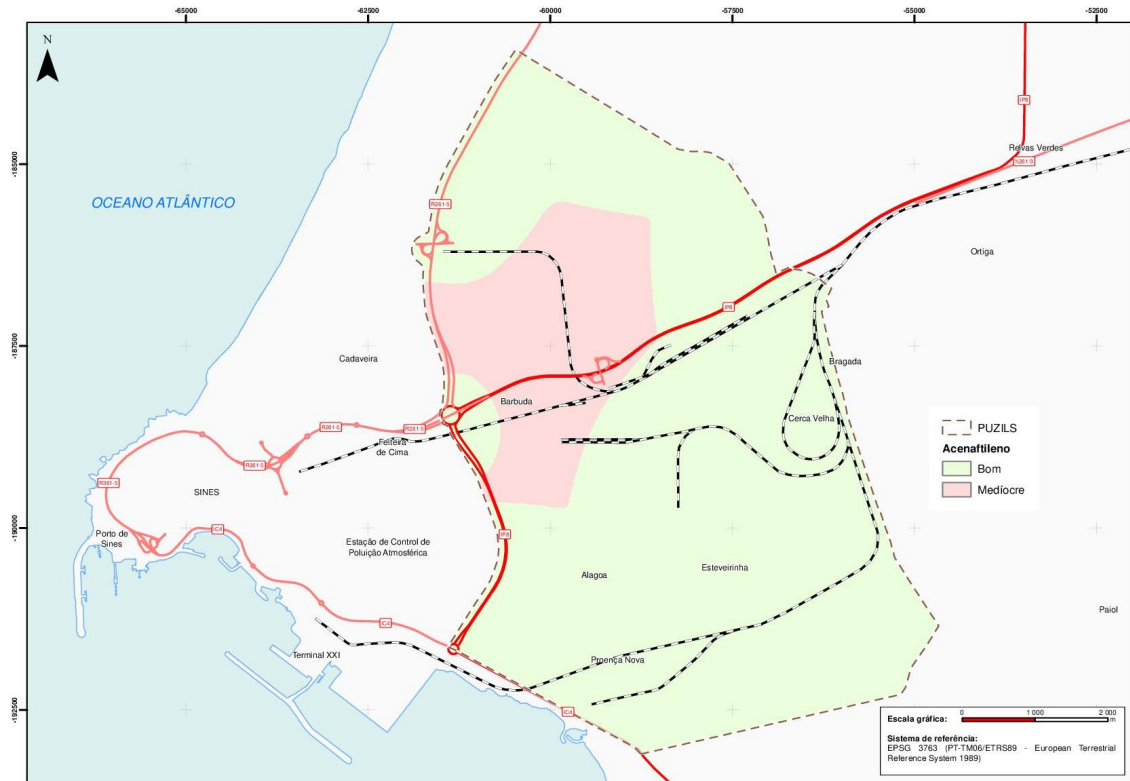 -65000
-62500
-60000
-57500
-55000
-52500
N
IP8
Relvas Verdes
N261-3
-185000
OCEANO ATLÂNTICO
R261-5
Ortiga
IP8
-187500
Cadaveira
Bragada
Barbuda
Cerca Velha
R261-5
R261-5
Feiteira
de Cima
R261-5
R261-5
SINES
PUZILS
Acenaftileno
Bom
Medíocre
-190000
Porto de
Sines
IC4
IP8
Estação de Control de
Poluição Atmosférica
Alagoa
Esteveirinha
Paiol
IC4
Terminal XXI
Proença Nova
-192500
IC4
Escala gráfica:
0
1 000
2 000
m
Sistema de referência:
EPSG 3763 (PT-TM06/ETRS89 - European Terrestrial
Reference System 1989)